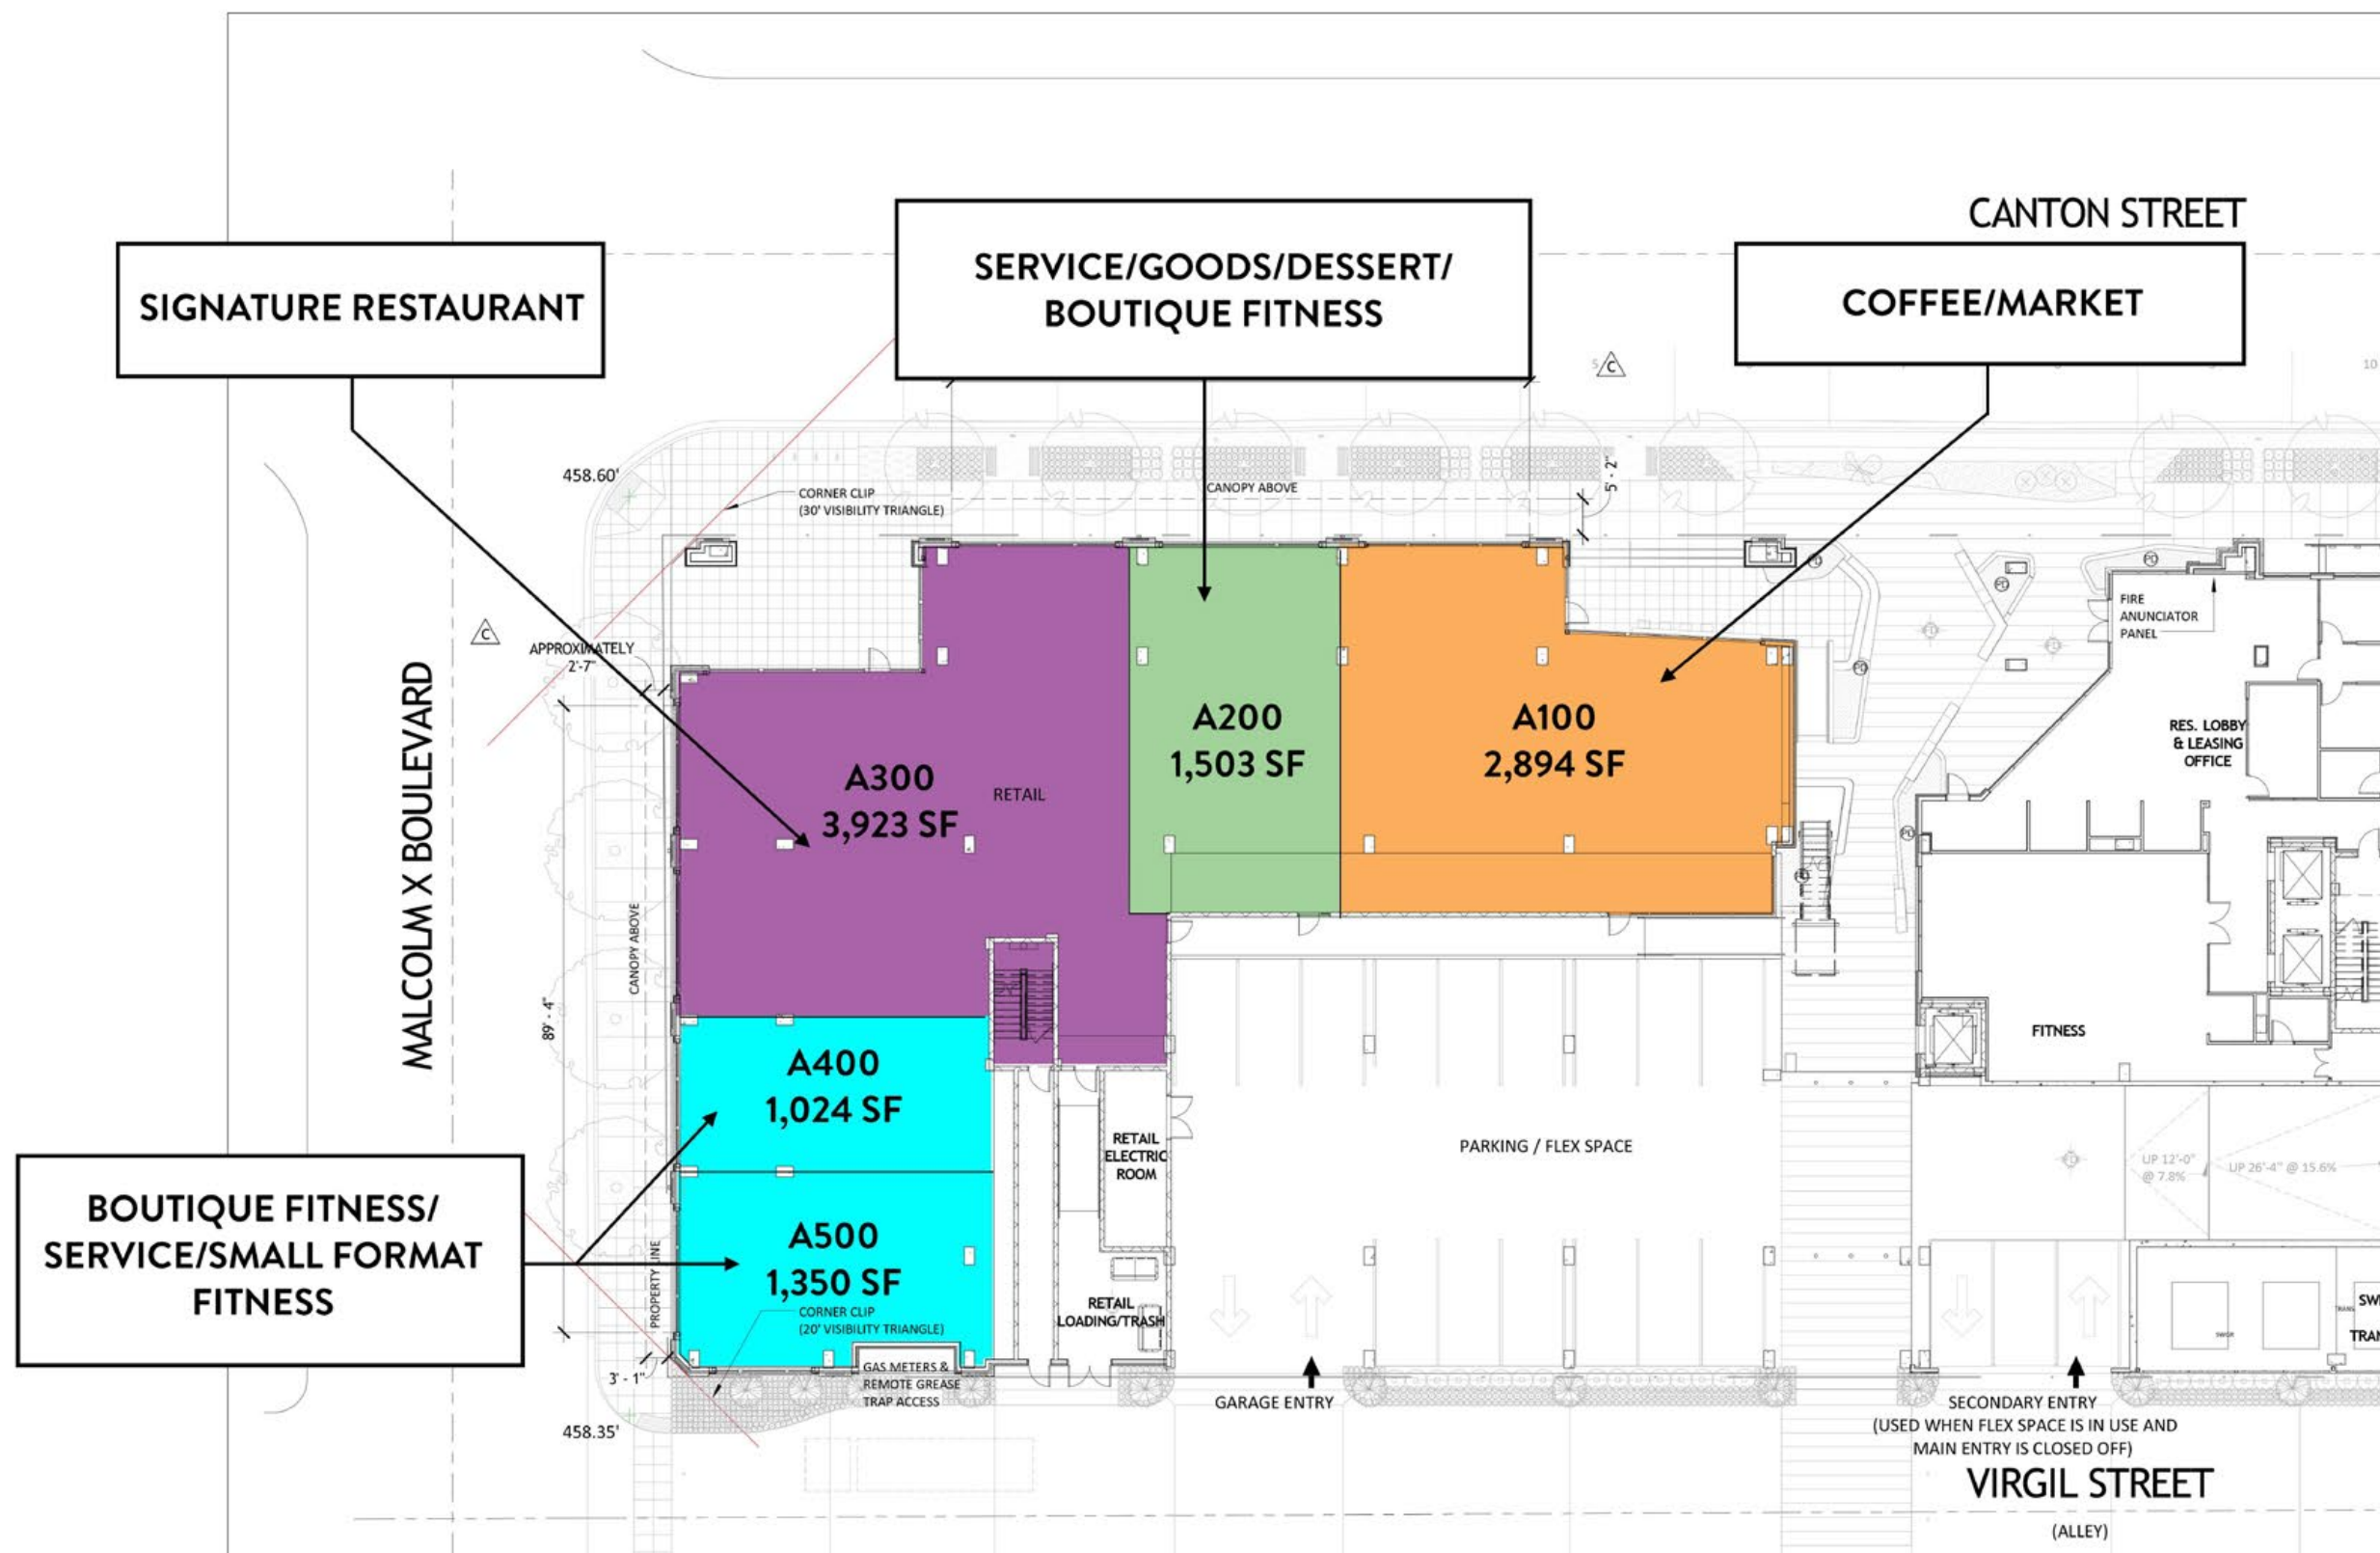 CANTON STREET
SIGNATURE RESTAURANT
SERVICE/GOODS/DESSERT/
BOUTIQUE FITNESS
COFFEE/MARKET
5
C
10
458.60'
CORNER CLIP
(30' VISIBILITY TRIANGLE)
CANOPY ABOVE
5' - 2"
C
APPROXIMATELY
2'-7"
MALCOLM X BOULEVARD
A300
3,923 SF
RETAIL
A200
1,503 SF
A100
2,894 SF
FIRE
ANUNCIATOR
PANEL
RES. LOBBY
& LEASING
OFFICE
CANOPY ABOVE
89' - 4"
FITNESS
A400
1,024 SF
RETAIL
ELECTRIC
ROOM
PARKING / FLEX SPACE
UP 12'-0"
@ 7.8%
UP 26'-4" @ 15.6%
BOUTIQUE FITNESS/
SERVICE/SMALL FORMAT
FITNESS
PROPERTY LINE
A500
1,350 SF
CORNER CLIP
(20' VISIBILITY TRIANGLE)
RETAIL
LOADING/TRASH
GAS METERS &
REMOTE GREASE
TRAP ACCESS
3' - 1"
458.35'
GARAGE ENTRY
SECONDARY ENTRY
(USED WHEN FLEX SPACE IS IN USE AND
MAIN ENTRY IS CLOSED OFF)
VIRGIL STREET
(ALLEY)